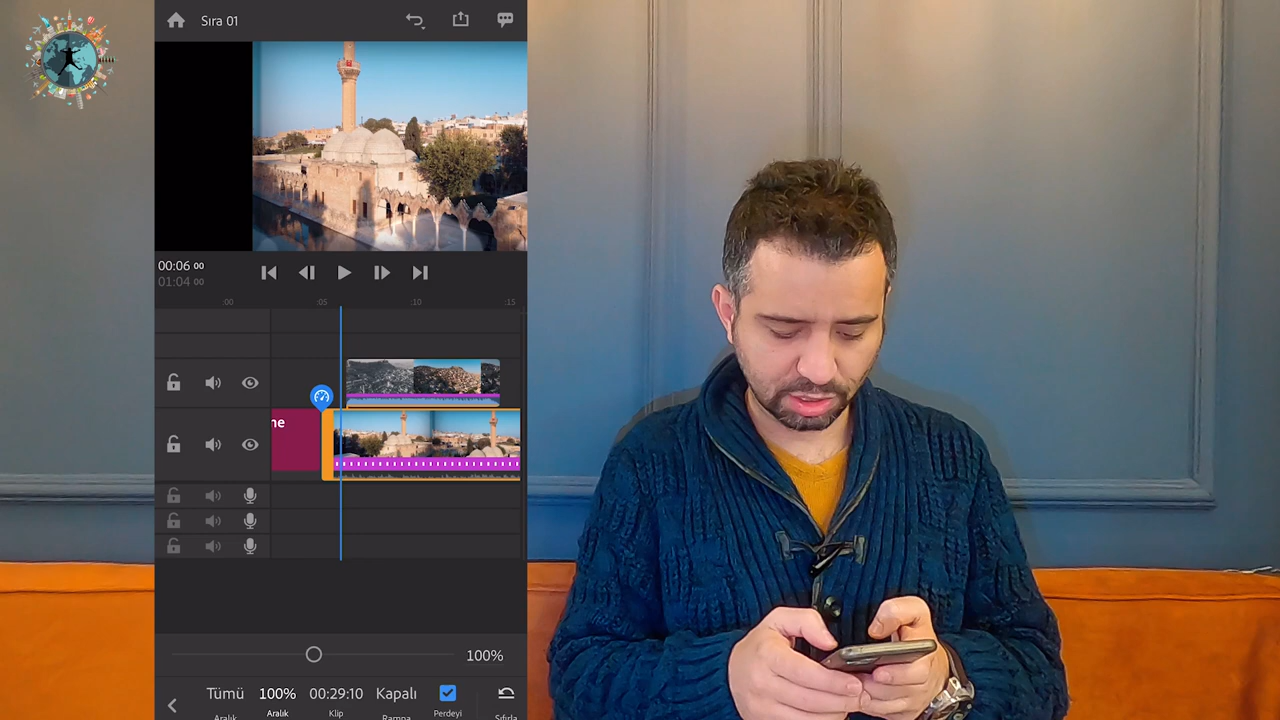 Sıra 01
00:06 00
01:04 00
:00 :05 :10 :15
ne
100%
Tümü 100% 00:29:10 Kapalı
Aralık Aralık Klip Rampa Perdeyi Sıfırla